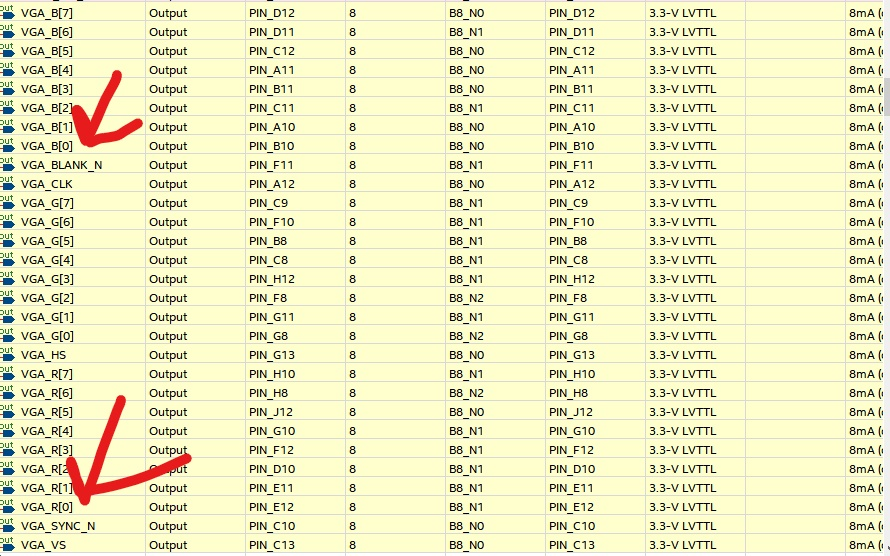 out VGA_B[7] Output PIN_D12 8 B8_N0 PIN_D12 3.3-V LVTTL 8mA (
out VGA_B[6] Output PIN_D11 8 B8_N1 PIN_D11 3.3-V LVTTL 8mA (
out VGA_B[5] Output PIN_C12 8 B8_N0 PIN_C12 3.3-V LVTTL 8mA (
out VGA_B[4] Output PIN_A11 8 B8_N0 PIN_A11 3.3-V LVTTL 8mA (
out VGA_B[3] Output PIN_B11 8 B8_N0 PIN_B11 3.3-V LVTTL 8mA (
out VGA_B[2] Output PIN_C11 8 B8_N1 PIN_C11 3.3-V LVTTL 8mA (
out VGA_B[1] Output PIN_A10 8 B8_N0 PIN_A10 3.3-V LVTTL 8mA (
out VGA_B[0] Output PIN_B10 8 B8_N0 PIN_B10 3.3-V LVTTL 8mA (
out VGA_BLANK_N Output PIN_F11 8 B8_N1 PIN_F11 3.3-V LVTTL 8mA (
out VGA_CLK Output PIN_A12 8 B8_N0 PIN_A12 3.3-V LVTTL 8mA (
out VGA_G[7] Output PIN_C9 8 B8_N1 PIN_C9 3.3-V LVTTL 8mA (
out VGA_G[6] Output PIN_F10 8 B8_N1 PIN_F10 3.3-V LVTTL 8mA (
out VGA_G[5] Output PIN_B8 8 B8_N1 PIN_B8 3.3-V LVTTL 8mA (
out VGA_G[4] Output PIN_C8 8 B8_N1 PIN_C8 3.3-V LVTTL 8mA (
out VGA_G[3] Output PIN_H12 8 B8_N1 PIN_H12 3.3-V LVTTL 8mA (
out VGA_G[2] Output PIN_F8 8 B8_N2 PIN_F8 3.3-V LVTTL 8mA (
out VGA_G[1] Output PIN_G11 8 B8_N1 PIN_G11 3.3-V LVTTL 8mA (
out VGA_G[0] Output PIN_G8 8 B8_N2 PIN_G8 3.3-V LVTTL 8mA (
out VGA_HS Output PIN_G13 8 B8_N0 PIN_G13 3.3-V LVTTL 8mA (
out VGA_R[7] Output PIN_H10 8 B8_N1 PIN_H10 3.3-V LVTTL 8mA (
out VGA_R[6] Output PIN_H8 8 B8_N2 PIN_H8 3.3-V LVTTL 8mA (
out VGA_R[5] Output PIN_J12 8 B8_N0 PIN_J12 3.3-V LVTTL 8mA (
out VGA_R[4] Output PIN_G10 8 B8_N1 PIN_G10 3.3-V LVTTL 8mA (
out VGA_R[3] Output PIN_F12 8 B8_N1 PIN_F12 3.3-V LVTTL 8mA (
out VGA_R[2 Output PIN_D10 8 B8_N1 PIN_D10 3.3-V LVTTL 8mA (
out VGA_R[1] Output PIN_E11 8 B8_N1 PIN_E11 3.3-V LVTTL 8mA (
out VGA_R[0] Output PIN_E12 8 B8_N1 PIN_E12 3.3-V LVTTL 8mA (
out VGA_SYNC_N Output PIN_C10 8 B8_N0 PIN_C10 3.3-V LVTTL 8mA (
out VGA_VS Output PIN_C13 8 B8_N0 PIN_C13 3.3-V LVTTL 8mA (